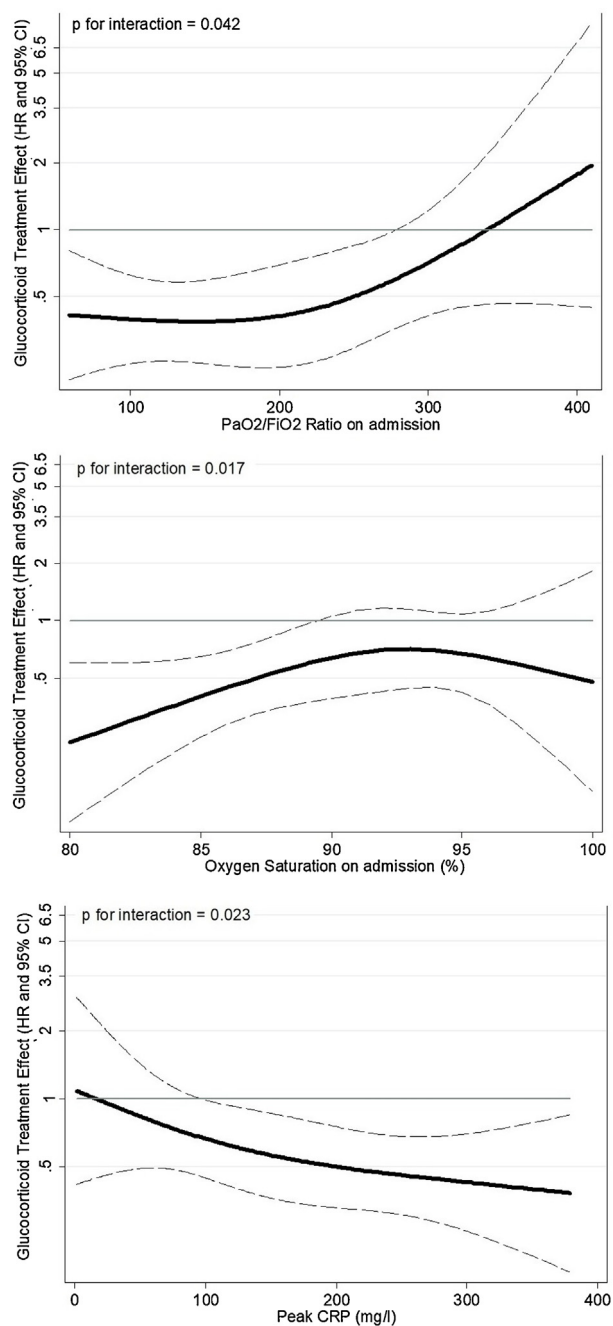 p for interaction = 0.042
Glucocorticoid Treatment Effect (HR and 95% CI)
6.5
5
3.5
2
1
.5
100 200 300 400
PaO2/FiO2 Ratio on admission
p for interaction = 0.017
Glucocorticoid Treatment Effect (HR and 95% CI)
6.5
5
3.5
2
1
.5
80 85 90 95 100
Oxygen Saturation on admission (%)
p for interaction = 0.023
Glucocorticoid Treatment Effect (HR and 95% CI)
6.5
5
3.5
2
1
.5
0 100 200 300 400
Peak CRP (mg/l)